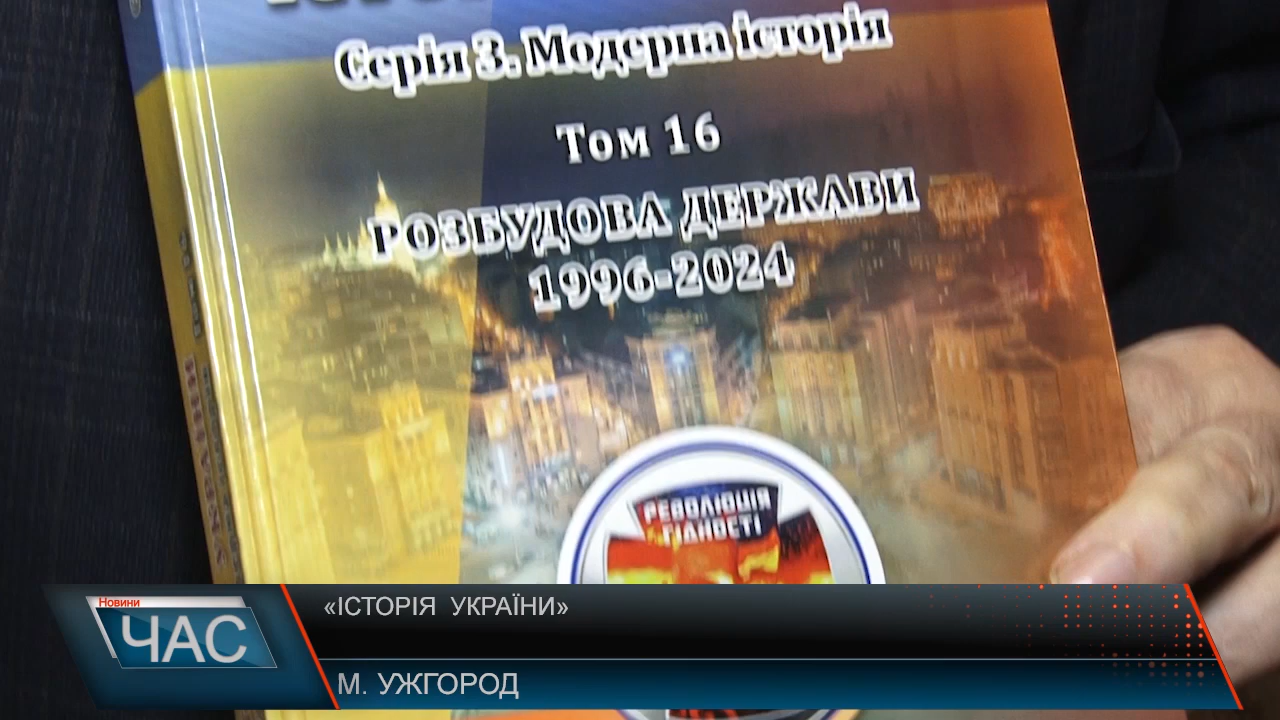 Серія 3. Модерна історія
Том 16
РОЗБУДОВА ДЕРЖАВИ
1996-2024
РЕВОЛЮЦІЯ
ГІДНОСТІ
Новини
ЧАС
«ІСТОРІЯ УКРАЇНИ»
М. УЖГОРОД